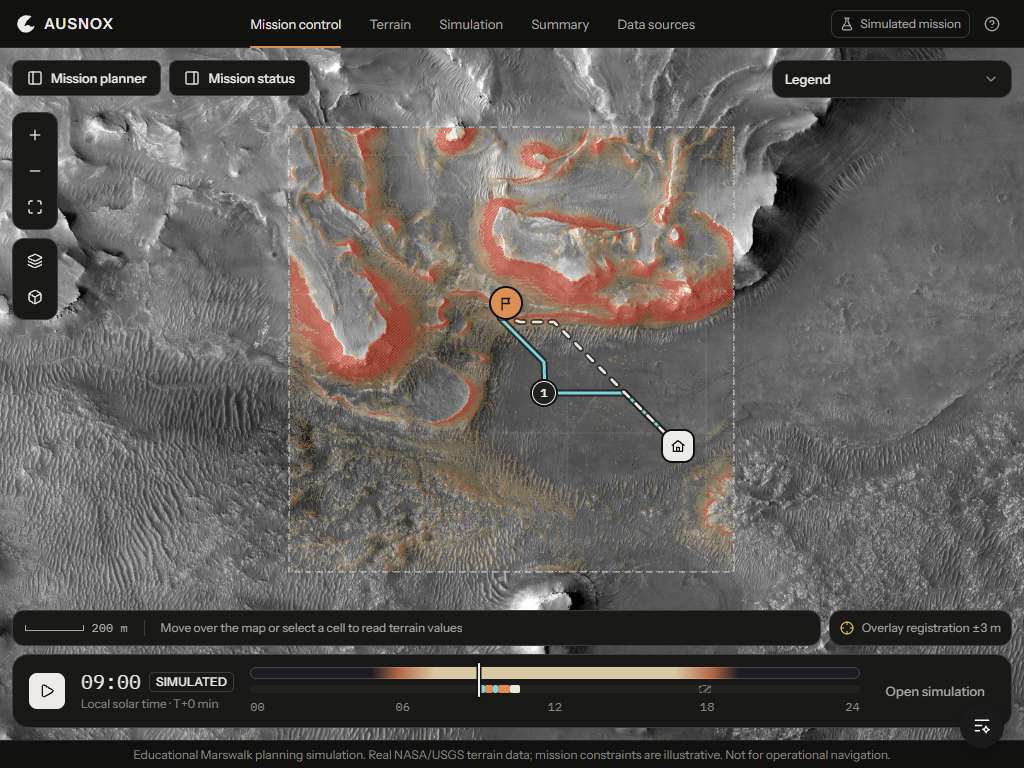 AUSNOX
Mission control
Terrain
Simulation
Summary
Data sources
Simulated mission
Mission planner
Mission status
Legend
1
200 m
Move over the map or select a cell to read terrain values
Overlay registration ±3 m
09:00
SIMULATED
Local solar time · T+0 min
00
06
12
18
24
Open simulation
Educational Marswalk planning simulation. Real NASA/USGS terrain data; mission constraints are illustrative. Not for operational navigation.